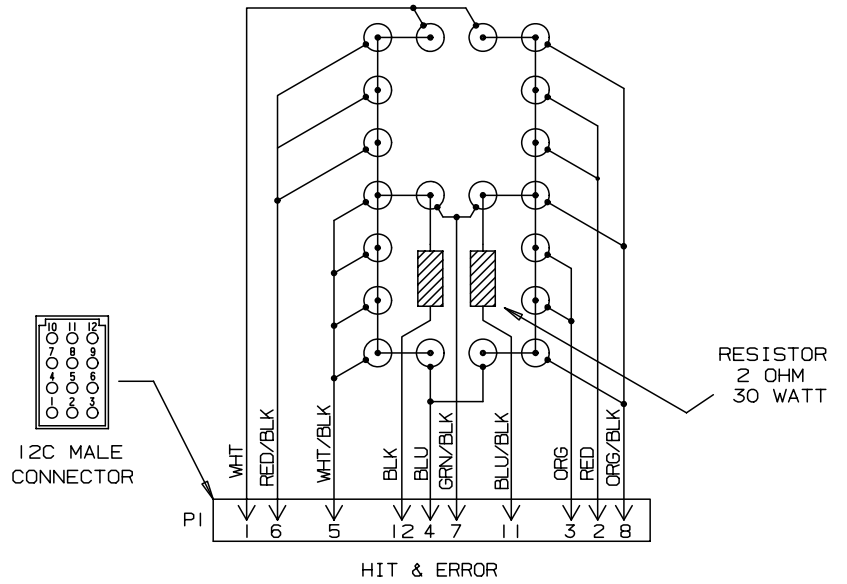 10 11 12
7 8 9
4 5 6
1 2 3
12C MALE
CONNECTOR
RESISTOR
2 OHM
30 WATT
WHT
RED/BLK
WHT/BLK
BLK
BLU
GRN/BLK
BLU/BLK
ORG
RED
ORG/BLK
P1
1 6 5 12 4 7 11 3 2 8
HIT & ERROR